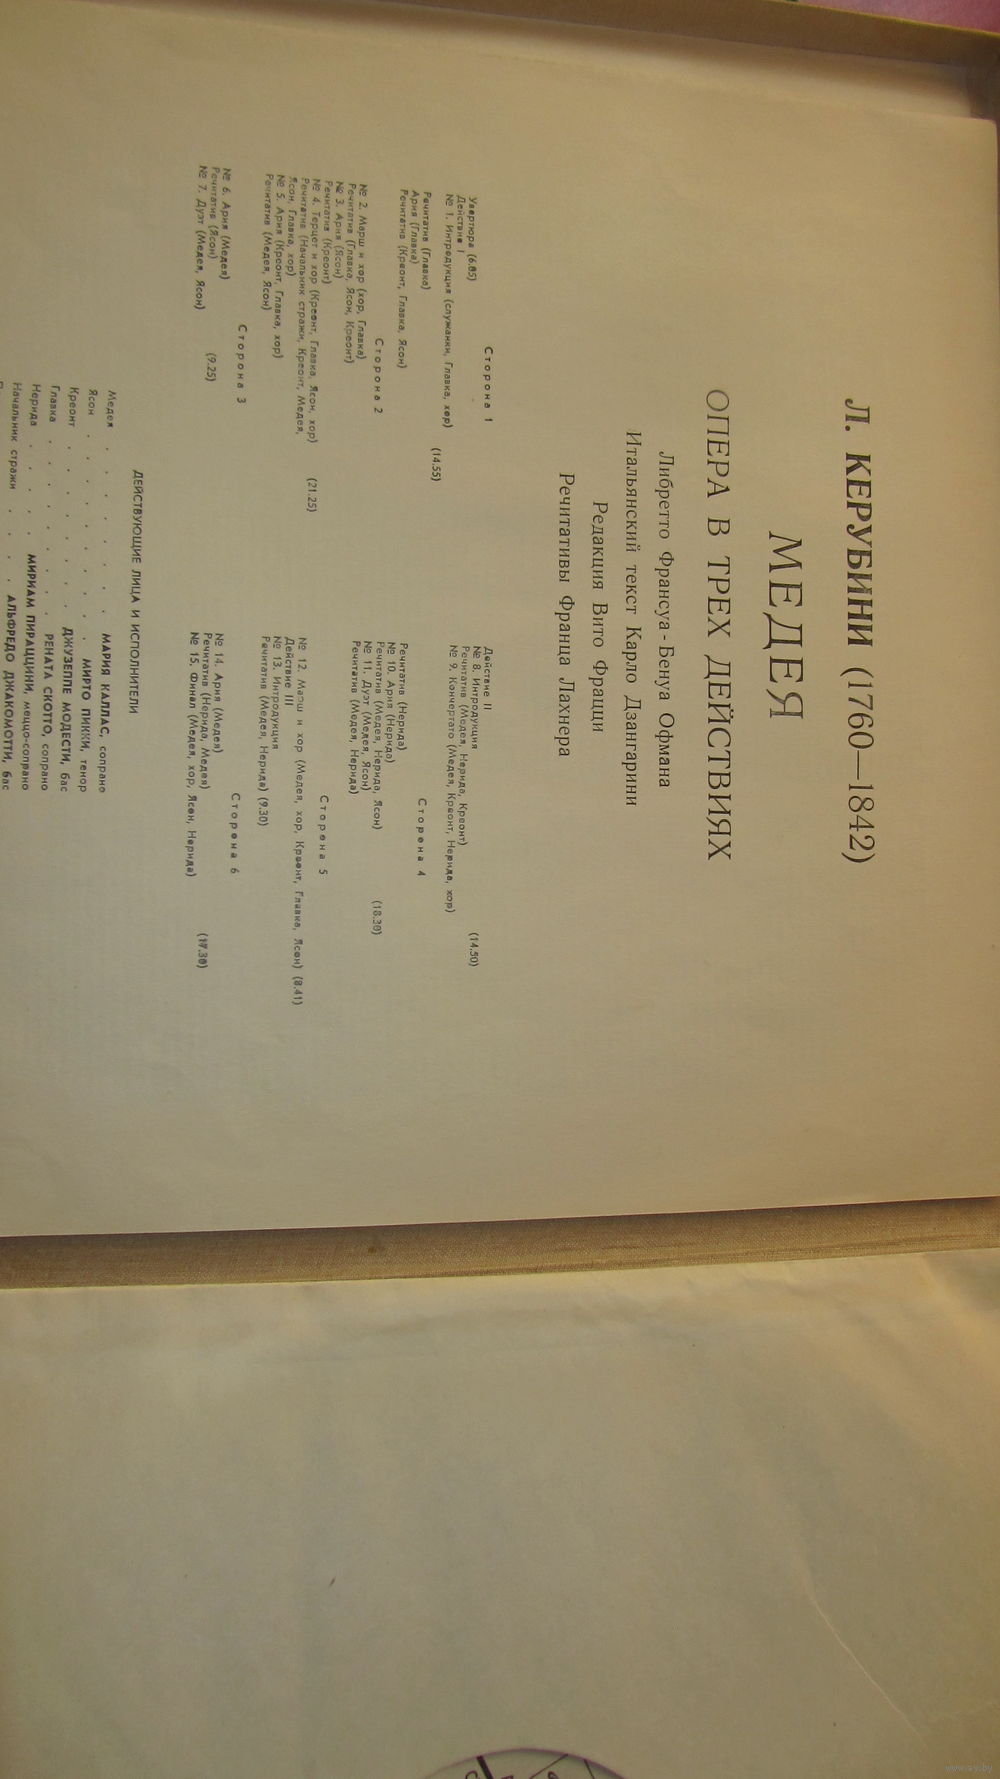 Л. КЕРУБИНИ (1760—1842)
МЕДЕЯ
ОПЕРА В ТРЕХ ДЕЙСТВИЯХ
Либретто Франсуа-Бенуа Офмана
Итальянский текст Карло Дзангарини
Редакция Вито Фрацци
Речитативы Франца Лахнера
Сторона 1
Увертюра (6.85)
Действие I
№ 1. Интродукция (служанки, Главка, хор)
(14.55)
Речитатив (Главка)
Ария (Главка)
Речитатив (Креонт, Главка, Ясон)
Сторона 2
№ 2. Марш и хор (хор, Главка)
Речитатив (Главка, Ясон, Креонт)
№ 3. Ария (Ясон)
Речитатив (Креонт)
№ 4. Терцет и хор (Креонт, Главка, Ясон, хор)
(21.25)
Речитатив (Начальник стражи, Креонт, Медея,
Ясон, Главка, хор)
№ 5. Ария (Креонт, Главка, хор)
Речитатив (Медея, Ясон)
Сторона 3
№ 6. Ария (Медея)
Речитатив (Ясон)
(9.25)
№ 7. Дуэт (Медея, Ясон)
Действие II
№ 8. Интродукция
(14.50)
Речитатив (Медея, Нерида, Креонт)
№ 9. Кончертато (Медея, Креонт, Нерида, хор)
Сторона 4
Речитатив (Нерида)
№ 10. Ария (Нерида)
Речитатив (Медея, Нерида, Ясон)
(18.30)
№ 11. Дуэт (Медея, Ясон)
Речитатив (Медея, Нерида)
Сторона 5
№ 12. Марш и хор (Медея, хор, Креонт, Главка, Ясон) (8.41)
Действие III
№ 13. Интродукция
Речитатив (Медея, Нерида) (9.30)
Сторона 6
№ 14. Ария (Медея)
Речитатив (Нерида, Медея)
(17.30)
№ 15. Финал (Медея, хор, Ясон, Нерида)
ДЕЙСТВУЮЩИЕ ЛИЦА И ИСПОЛНИТЕЛИ
Медея . . . . . . . МАРИЯ КАЛЛАС, сопрано
Ясон . . . . . . . МИРТО ПИККИ, тенор
Креонт . . . . . . ДЖУЗЕППЕ МОДЕСТИ, бас
Главка . . . . . . РЕНАТА СКОТТО, сопрано
Нерида . . . . МИРИАМ ПИРАЦЦИНИ, меццо-сопрано
Начальник стражи . . . . АЛЬФРЕДО ДЖАКОМОТТИ, бас
www.ay.by